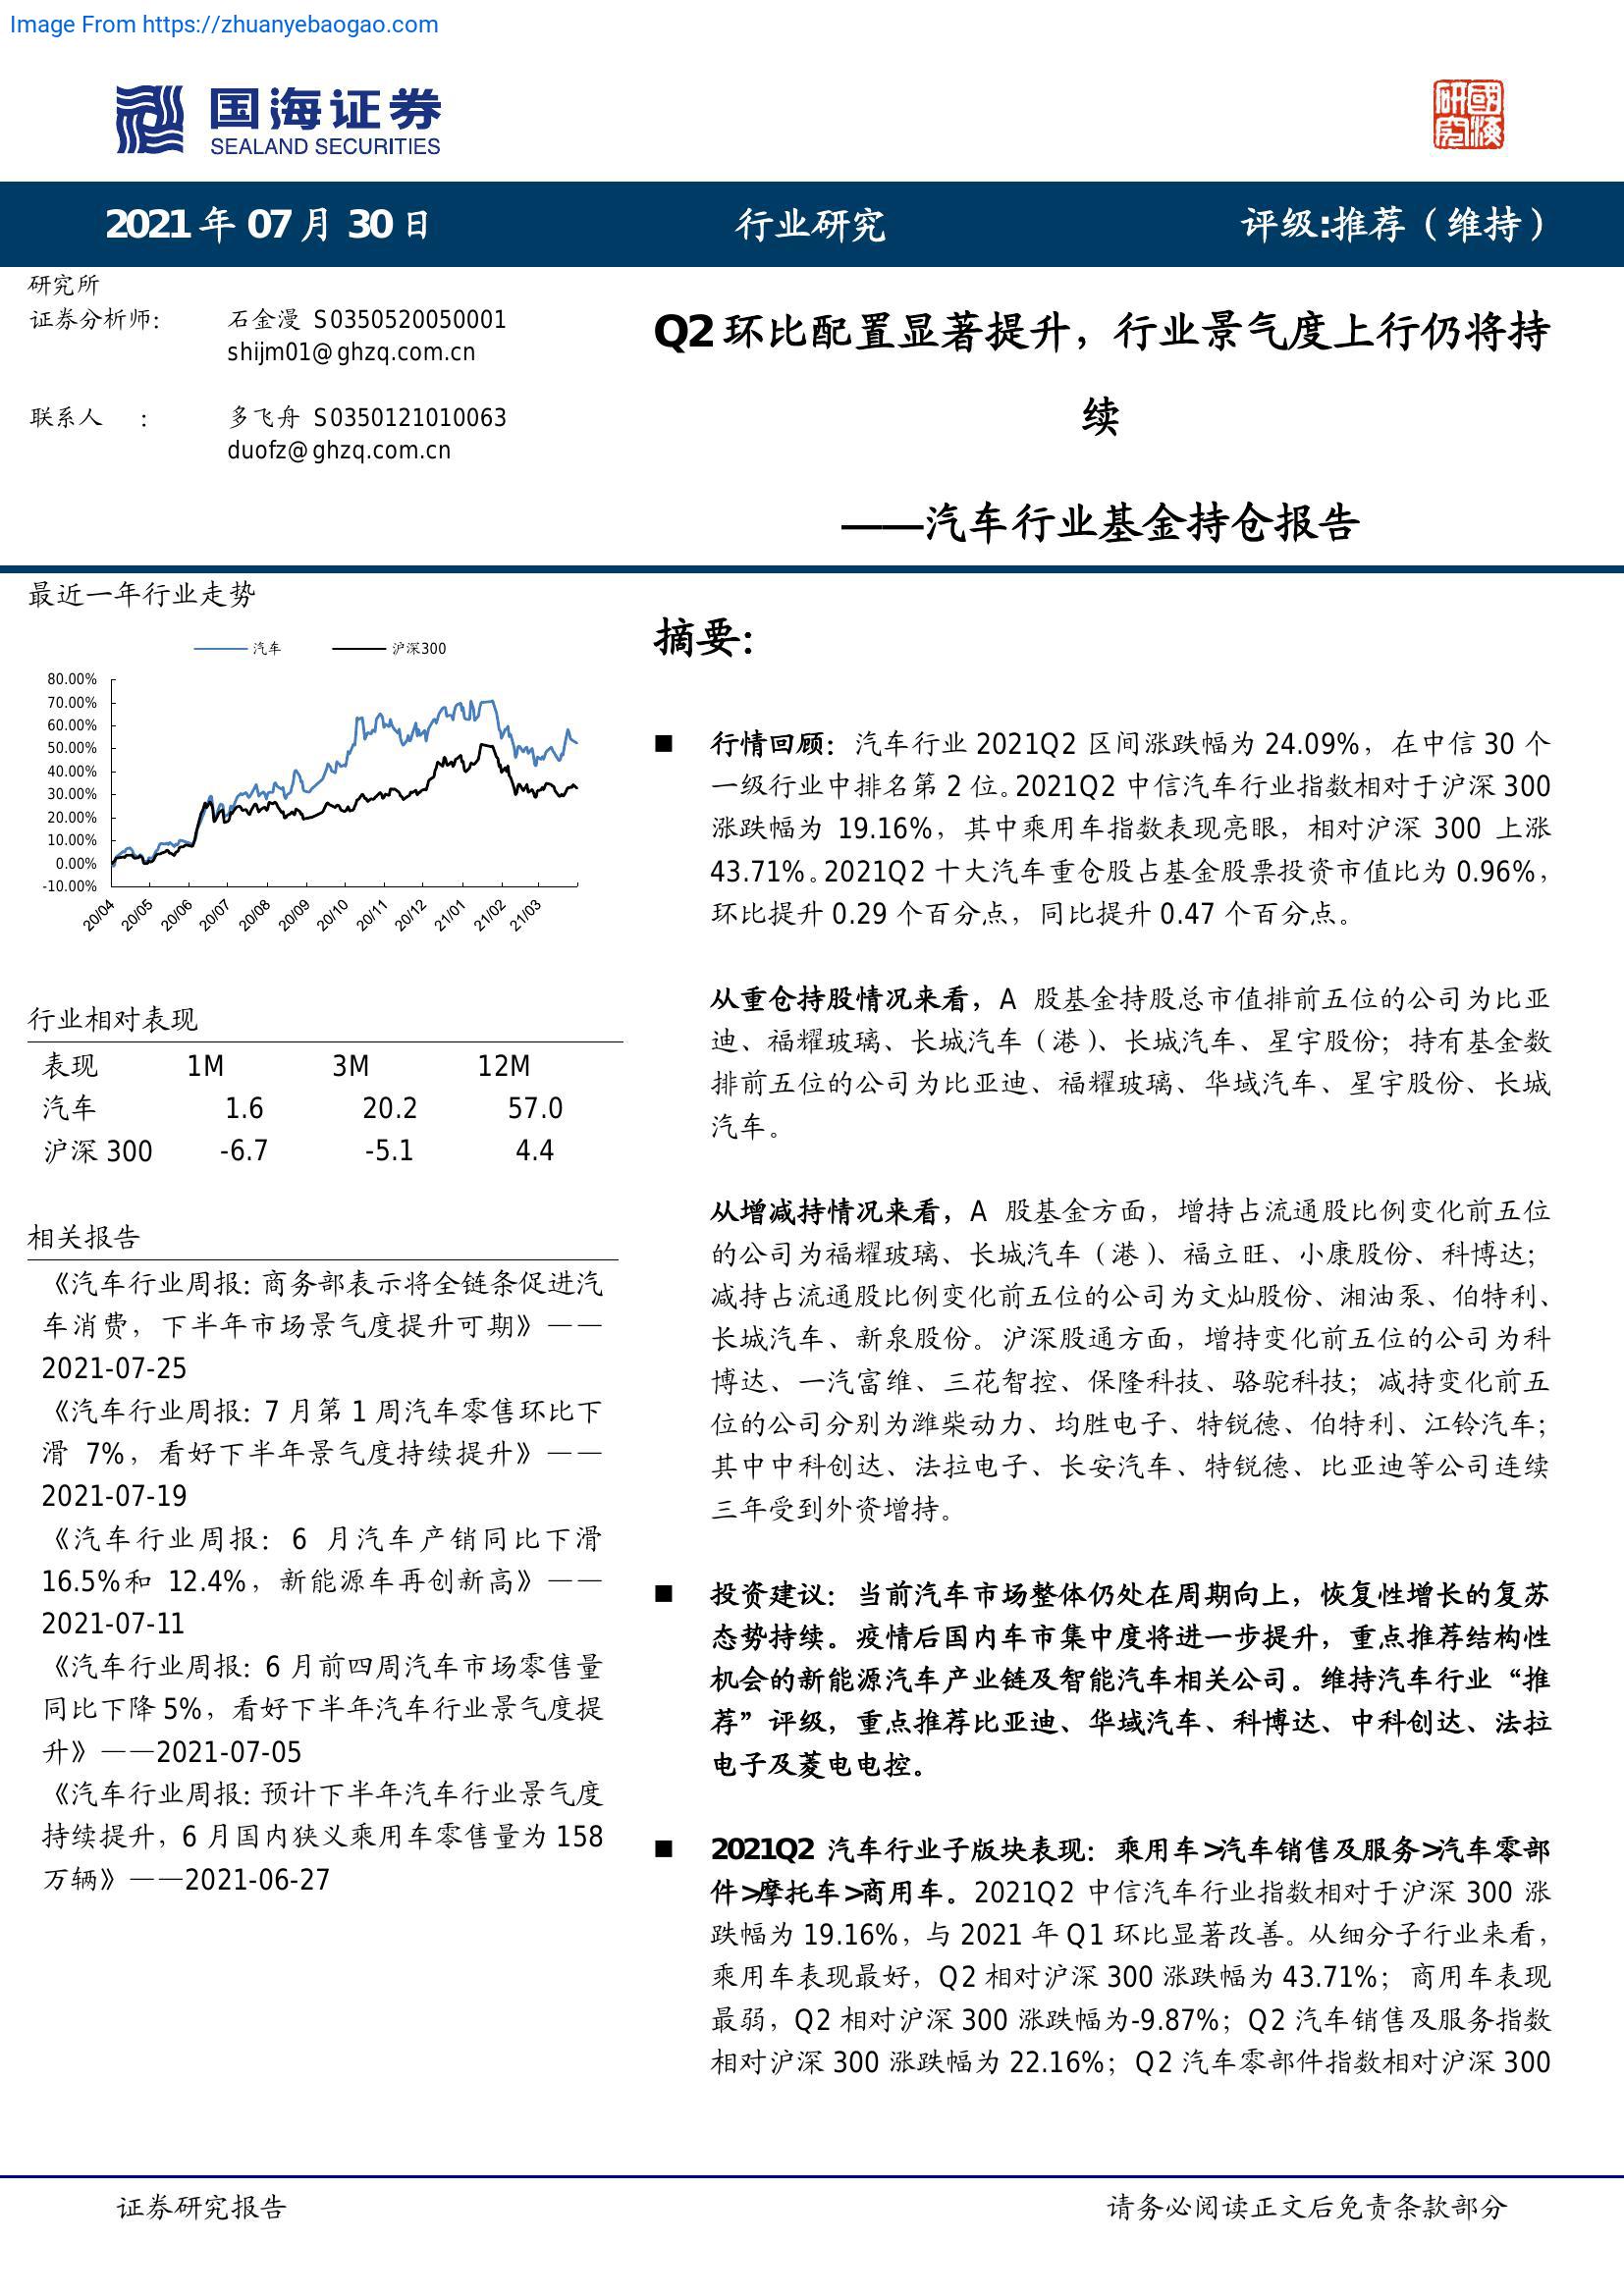 Image From https://zhuanyebaogao.com
国海证券
SEALAND SECURITIES
研國
究海
2021 年 07 月 30 日
行业研究
评级:推荐（维持）
研究所
证券分析师: 石金漫 S0350520050001
shijm01@ghzq.com.cn
联系人 : 多飞舟 S0350121010063
duofz@ghzq.com.cn
Q2 环比配置显著提升，行业景气度上行仍将持
续
——汽车行业基金持仓报告
最近一年行业走势
汽车 沪深300
80.00%
70.00%
60.00%
50.00%
40.00%
30.00%
20.00%
10.00%
0.00%
-10.00%
20/04 20/05 20/06 20/07 20/08 20/09 20/10 20/11 20/12 21/01 21/02 21/03
行业相对表现
表现 1M 3M 12M
汽车 1.6 20.2 57.0
沪深 300 -6.7 -5.1 4.4
相关报告
《汽车行业周报：商务部表示将全链条促进汽
车消费，下半年市场景气度提升可期》——
2021-07-25
《汽车行业周报：7 月第 1 周汽车零售环比下
滑 7%，看好下半年景气度持续提升》——
2021-07-19
《汽车行业周报：6 月汽车产销同比下滑
16.5%和 12.4%，新能源车再创新高》——
2021-07-11
《汽车行业周报：6 月前四周汽车市场零售量
同比下降 5%，看好下半年汽车行业景气度提
升》——2021-07-05
《汽车行业周报：预计下半年汽车行业景气度
持续提升，6 月国内狭义乘用车零售量为 158
万辆》——2021-06-27
摘要：
■ 行情回顾：汽车行业 2021Q2 区间涨跌幅为 24.09%，在中信 30 个
一级行业中排名第 2 位。2021Q2 中信汽车行业指数相对于沪深 300
涨跌幅为 19.16%，其中乘用车指数表现亮眼，相对沪深 300 上涨
43.71%。2021Q2 十大汽车重仓股占基金股票投资市值比为 0.96%，
环比提升 0.29 个百分点，同比提升 0.47 个百分点。
从重仓持股情况来看，A 股基金持股总市值排前五位的公司为比亚
迪、福耀玻璃、长城汽车（港）、长城汽车、星宇股份；持有基金数
排前五位的公司为比亚迪、福耀玻璃、华域汽车、星宇股份、长城
汽车。
从增减持情况来看，A 股基金方面，增持占流通股比例变化前五位
的公司为福耀玻璃、长城汽车（港）、福立旺、小康股份、科博达；
减持占流通股比例变化前五位的公司为文灿股份、湘油泵、伯特利、
长城汽车、新泉股份。沪深股通方面，增持变化前五位的公司为科
博达、一汽富维、三花智控、保隆科技、骆驼科技；减持变化前五
位的公司分别为潍柴动力、均胜电子、特锐德、伯特利、江铃汽车；
其中中科创达、法拉电子、长安汽车、特锐德、比亚迪等公司连续
三年受到外资增持。
■ 投资建议：当前汽车市场整体仍处在周期向上，恢复性增长的复苏
态势持续。疫情后国内车市集中度将进一步提升，重点推荐结构性
机会的新能源汽车产业链及智能汽车相关公司。维持汽车行业“推
荐”评级，重点推荐比亚迪、华域汽车、科博达、中科创达、法拉
电子及菱电电控。
■ 2021Q2 汽车行业子版块表现：乘用车>汽车销售及服务>汽车零部
件>摩托车>商用车。2021Q2 中信汽车行业指数相对于沪深 300 涨
跌幅为 19.16%，与 2021 年 Q1 环比显著改善。从细分子行业来看，
乘用车表现最好，Q2 相对沪深 300 涨跌幅为 43.71%；商用车表现
最弱，Q2 相对沪深 300 涨跌幅为-9.87%；Q2 汽车销售及服务指数
相对沪深 300 涨跌幅为 22.16%；Q2 汽车零部件指数相对沪深 300
证券研究报告
请务必阅读正文后免责条款部分